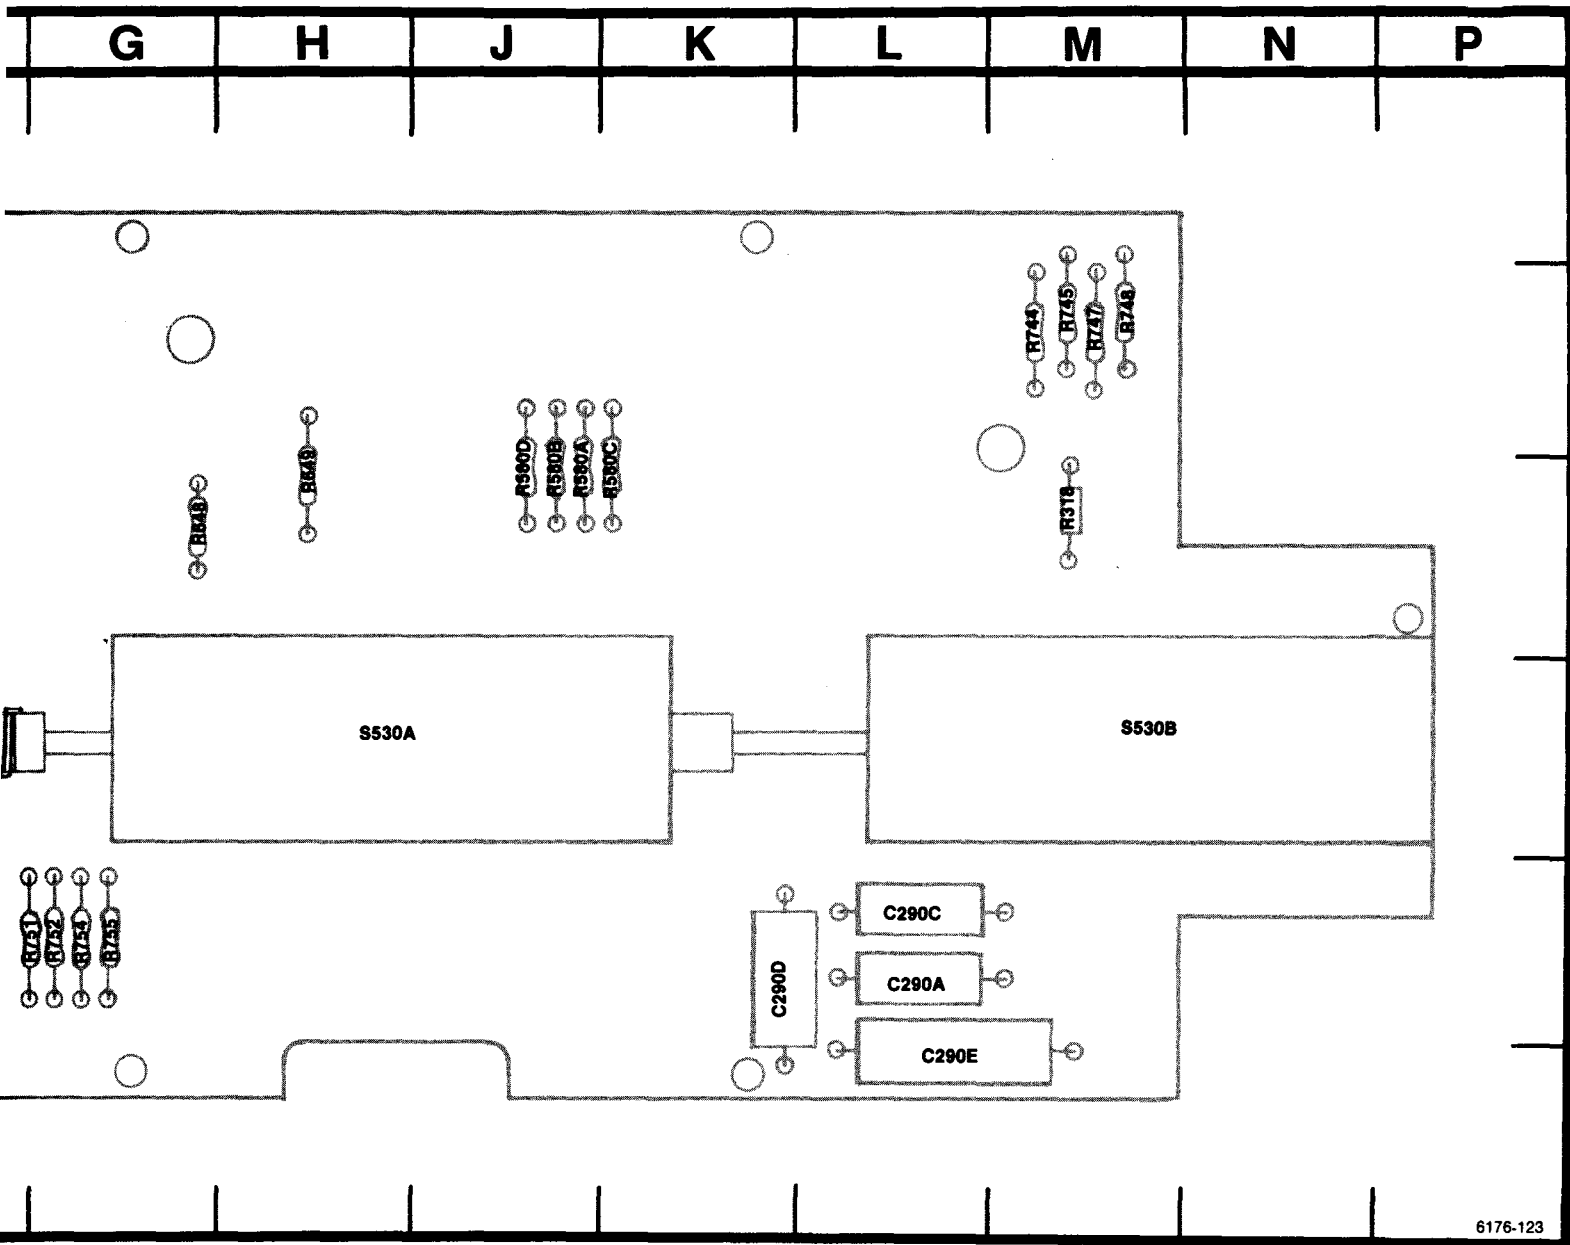 G H J K L M N P
R744 R745 R747 R748
R648 R649 R580D R580B R580A R580C R318
S530A S530B
R751 R752 R754 R755 C290D C290C
C290A
C290E
6176-123